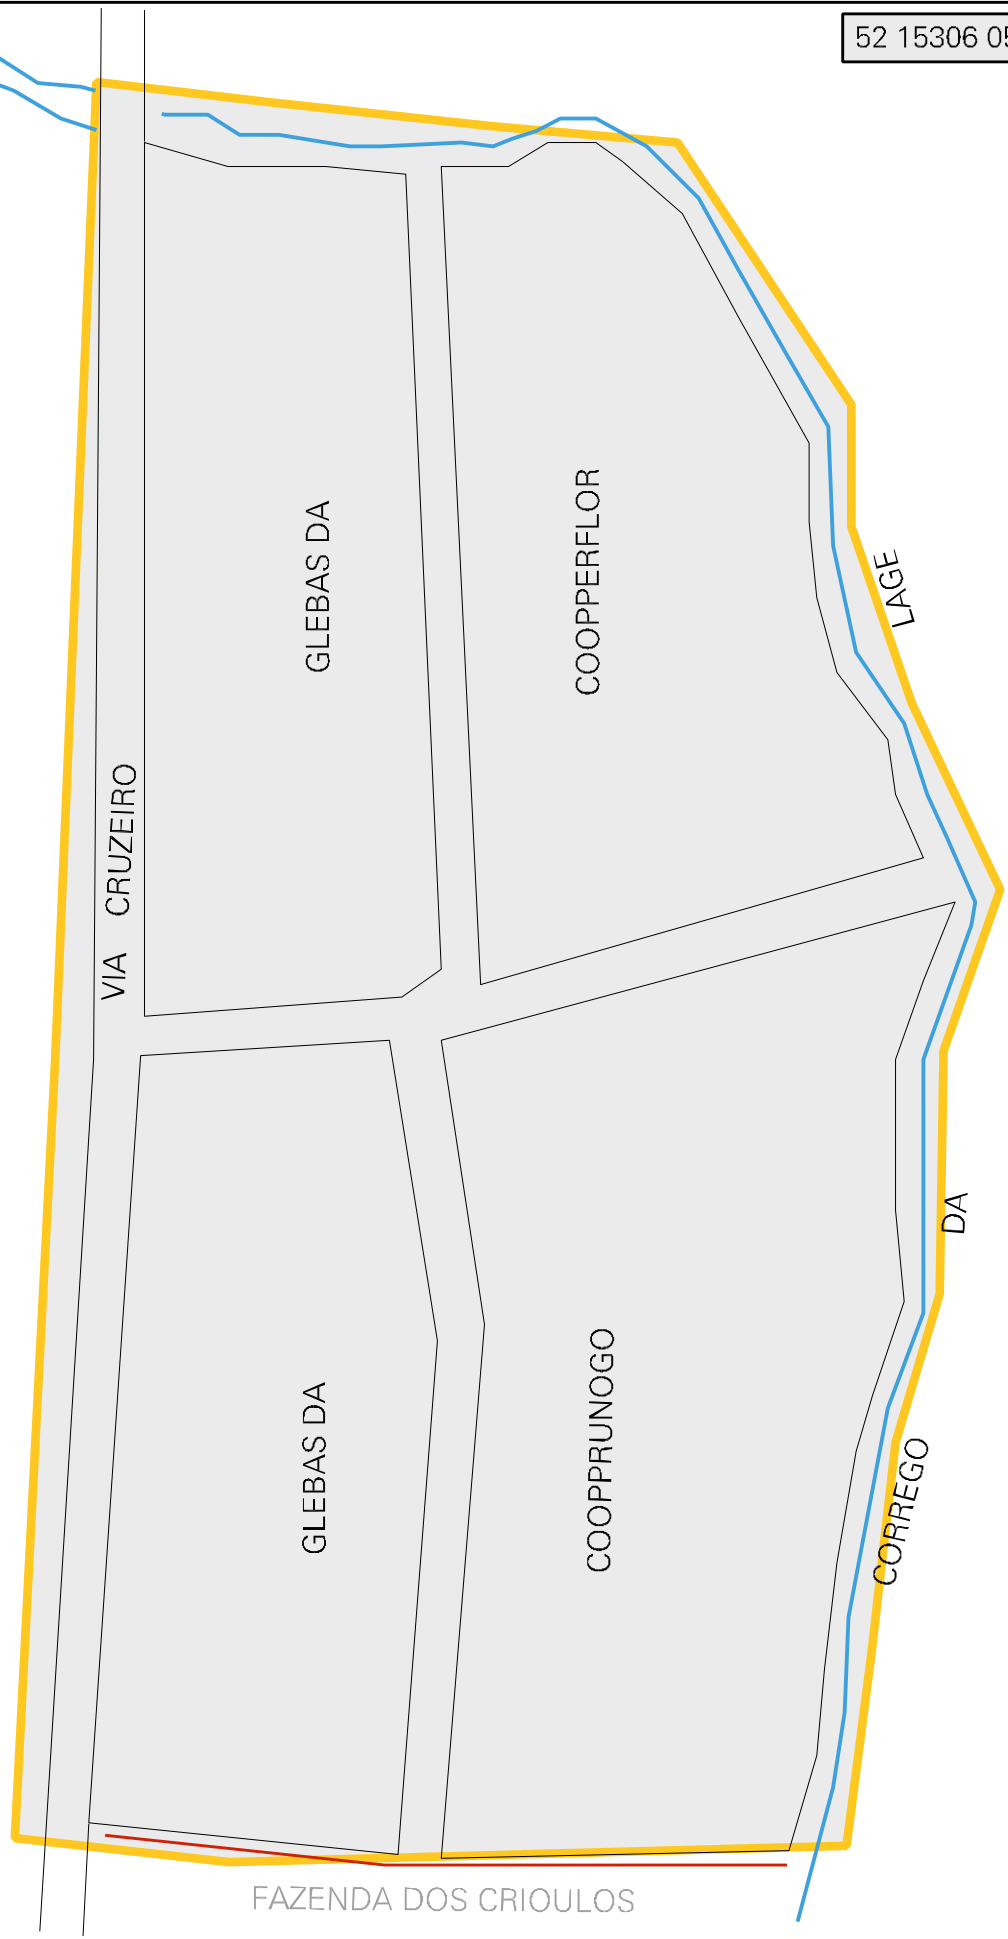 52 15306 05
GLEBAS DA
COOPPERFLOR
LAGE
VIA CRUZEIRO
DA
GLEBAS DA
COOPPRUNOGO
CORREGO
FAZENDA DOS CRIOULOS